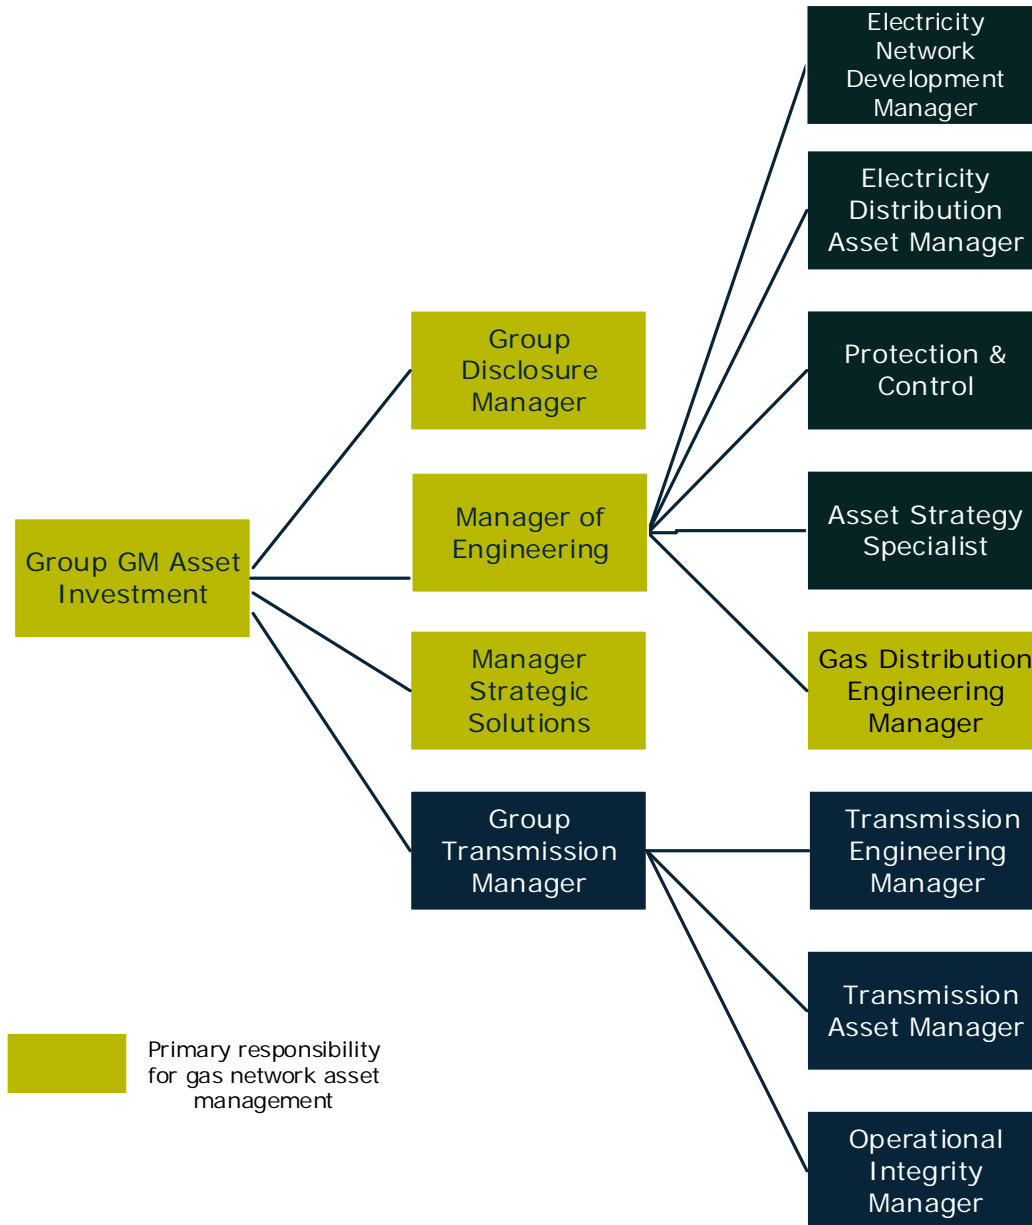 Electricity
Network
Development
Manager
Electricity
Distribution
Asset Manager
Group
Disclosure
Manager
Protection &
Control
Manager of
Engineering
Asset Strategy
Specialist
Group GM Asset
Investment
Manager
Strategic
Solutions
Gas Distribution
Engineering
Manager
Group
Transmission
Manager
Transmission
Engineering
Manager
Transmission
Asset Manager
Primary responsibility
for gas network asset
management
Operational
Integrity
Manager